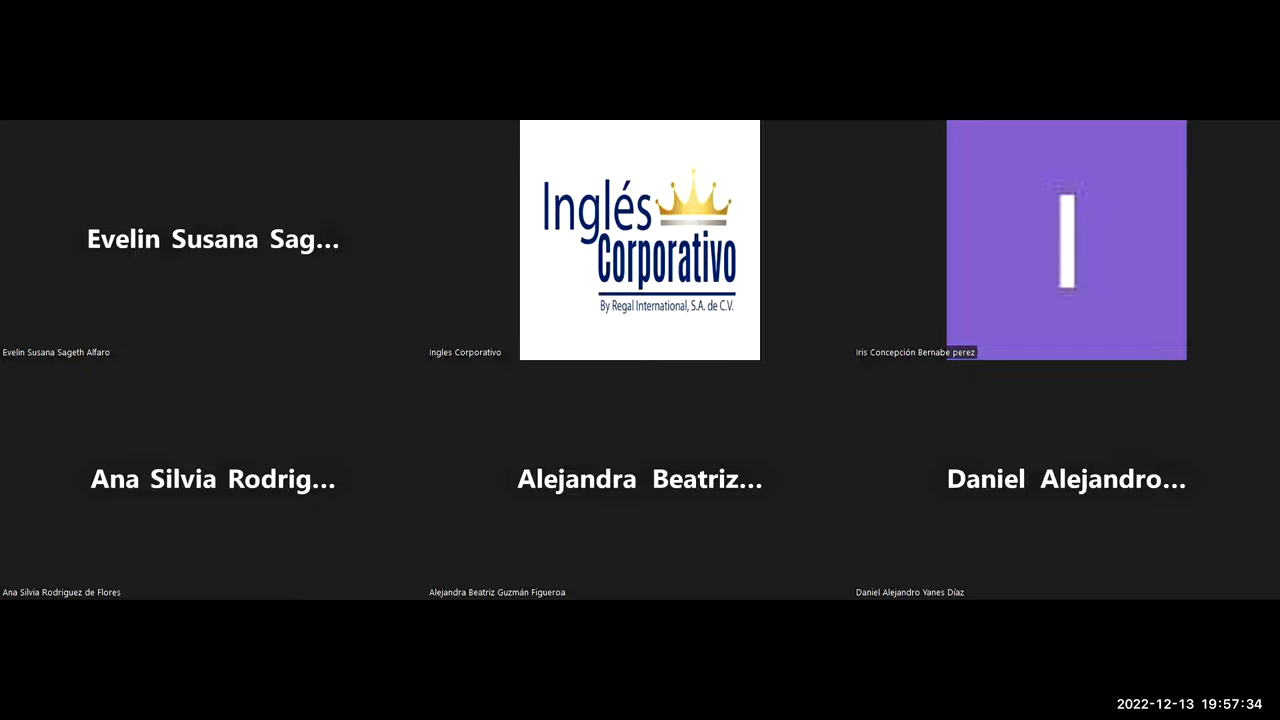 Evelin Susana Sag...
Evelin Susana Sageth Alfaro
Inglés
Corporativo
By Regal International, S.A. de C.V.
Ingles Corporativo
I
Iris Concepción Bernabe perez
Ana Silvia Rodrig...
Ana Silvia Rodriguez de Flores
Alejandra Beatriz...
Alejandra Beatriz Guzmán Figueroa
Daniel Alejandro...
Daniel Alejandro Yanes Díaz
2022-12-13 19:57:34